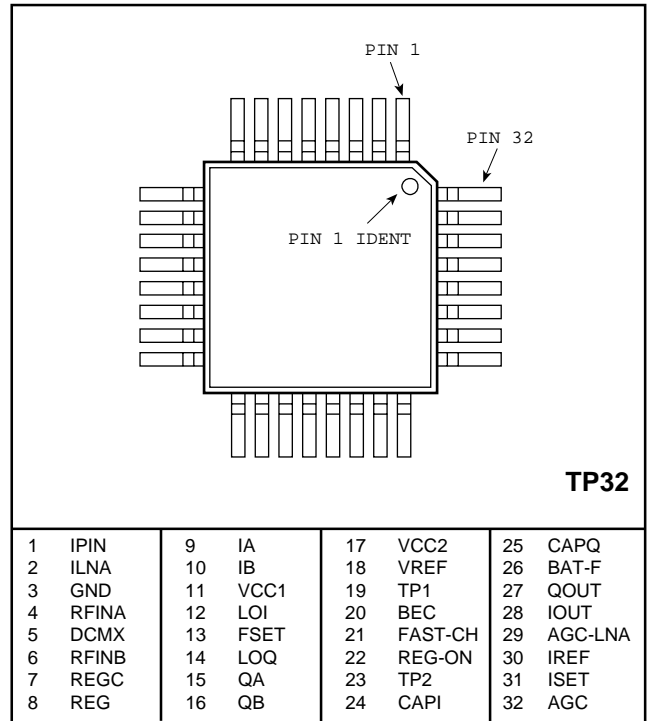 PIN 1
PIN 32
PIN 1 IDENT
TP32
1 IPIN 9 IA 17 VCC2 25 CAPQ
2 ILNA 10 IB 18 VREF 26 BAT-F
3 GND 11 VCC1 19 TP1 27 QOUT
4 RFINA 12 LOI 20 BEC 28 IOUT
5 DCMX 13 FSET 21 FAST-CH 29 AGC-LNA
6 RFINB 14 LOQ 22 REG-ON 30 IREF
7 REGC 15 QA 23 TP2 31 ISET
8 REG 16 QB 24 CAPI 32 AGC